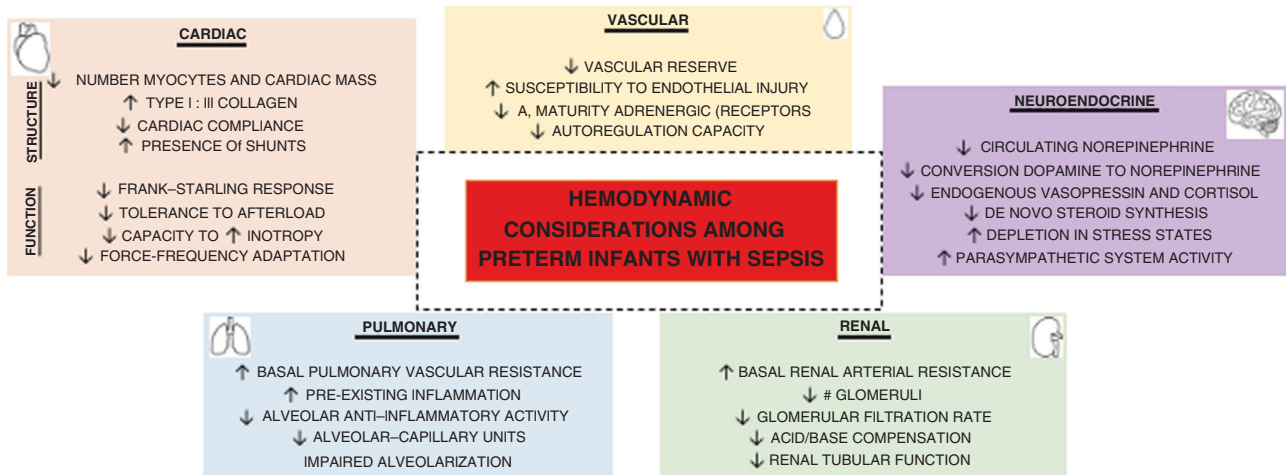 CARDIAC
STRUCTURE
↓ NUMBER MYOCYTES AND CARDIAC MASS
↑ TYPE I : III COLLAGEN
↓ CARDIAC COMPLIANCE
↑ PRESENCE Of SHUNTS
FUNCTION
↓ FRANK–STARLING RESPONSE
↓ TOLERANCE TO AFTERLOAD
↓ CAPACITY TO ↑ INOTROPY
↓ FORCE-FREQUENCY ADAPTATION
VASCULAR
↓ VASCULAR RESERVE
↑ SUSCEPTIBILITY TO ENDOTHELIAL INJURY
↓ A, MATURITY ADRENERGIC (RECEPTORS
↓ AUTOREGULATION CAPACITY
NEUROENDOCRINE
↓ CIRCULATING NOREPINEPHRINE
↓ CONVERSION DOPAMINE TO NOREPINEPHRINE
↓ ENDOGENOUS VASOPRESSIN AND CORTISOL
↓ DE NOVO STEROID SYNTHESIS
↑ DEPLETION IN STRESS STATES
↑ PARASYMPATHETIC SYSTEM ACTIVITY
HEMODYNAMIC
CONSIDERATIONS AMONG
PRETERM INFANTS WITH SEPSIS
PULMONARY
↑ BASAL PULMONARY VASCULAR RESISTANCE
↑ PRE-EXISTING INFLAMMATION
↓ ALVEOLAR ANTI–INFLAMMATORY ACTIVITY
↓ ALVEOLAR–CAPILLARY UNITS
IMPAIRED ALVEOLARIZATION
RENAL
↑ BASAL RENAL ARTERIAL RESISTANCE
↓ # GLOMERULI
↓ GLOMERULAR FILTRATION RATE
↓ ACID/BASE COMPENSATION
↓ RENAL TUBULAR FUNCTION